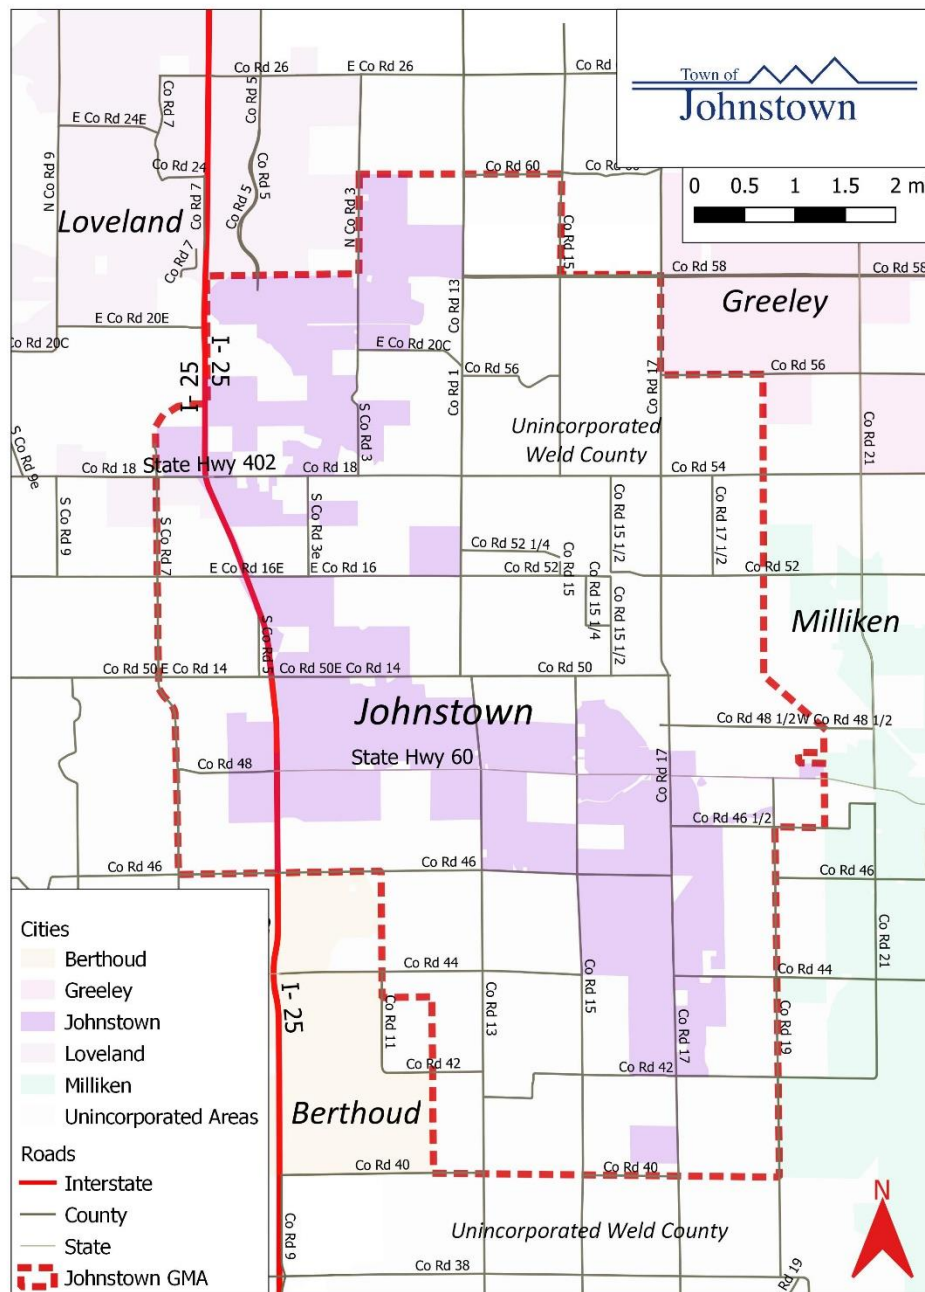 Town of
Johnstown
0 0.5 1 1.5 2 m
Co Rd 26
E Co Rd 26
Co Rd
Co Rd 5
Co Rd 7
E Co Rd 24E
N Co Rd 9
Co Rd 24
Co Rd 7
Co Rd 5
Co Rd 5
Loveland
Co Rd 7
N Co Rd 3
Co Rd 60
Co Rd 15
Co Rd 58
Co Rd 58
Greeley
Co Rd 13
E Co Rd 20E
Rd 20C
I- 25
I- 25
E Co Rd 20C
Co Rd 56
Co Rd 1
Co Rd 17
Co Rd 56
Unincorporated
Weld County
S Co Rd 3
S Co Rd 9e
Co Rd 21
Co Rd 18
State Hwy 402
Co Rd 18
Co Rd 54
S Co Rd 9
S Co Rd 7
S Co Rd 3e
Co Rd 15 1/2
Co Rd 17 1/2
Co Rd 52 1/4
E Co Rd 16E
E Co Rd 16
Co Rd 52
Co Rd 15
Co Rd 15 1/4
Co Rd 15 1/2
Co Rd 52
Milliken
S Co Rd 5
Co Rd 50E Co Rd 14
Co Rd 50E Co Rd 14
Co Rd 50
Johnstown
Co Rd 48 1/2W Co Rd 48 1/2
State Hwy 60
Co Rd 48
Co Rd 17
Co Rd 46 1/2
Co Rd 46
Co Rd 46
Co Rd 46
Co Rd 21
Co Rd 44
Co Rd 44
I- 25
Co Rd 11
Co Rd 13
Co Rd 15
Co Rd 17
Co Rd 19
Co Rd 42
Co Rd 42
Berthoud
Co Rd 40
Co Rd 40
Unincorporated Weld County
Co Rd 9
Co Rd 38
Rd 19
N
Cities
Berthoud
Greeley
Johnstown
Loveland
Milliken
Unincorporated Areas
Roads
Interstate
County
State
Johnstown GMA